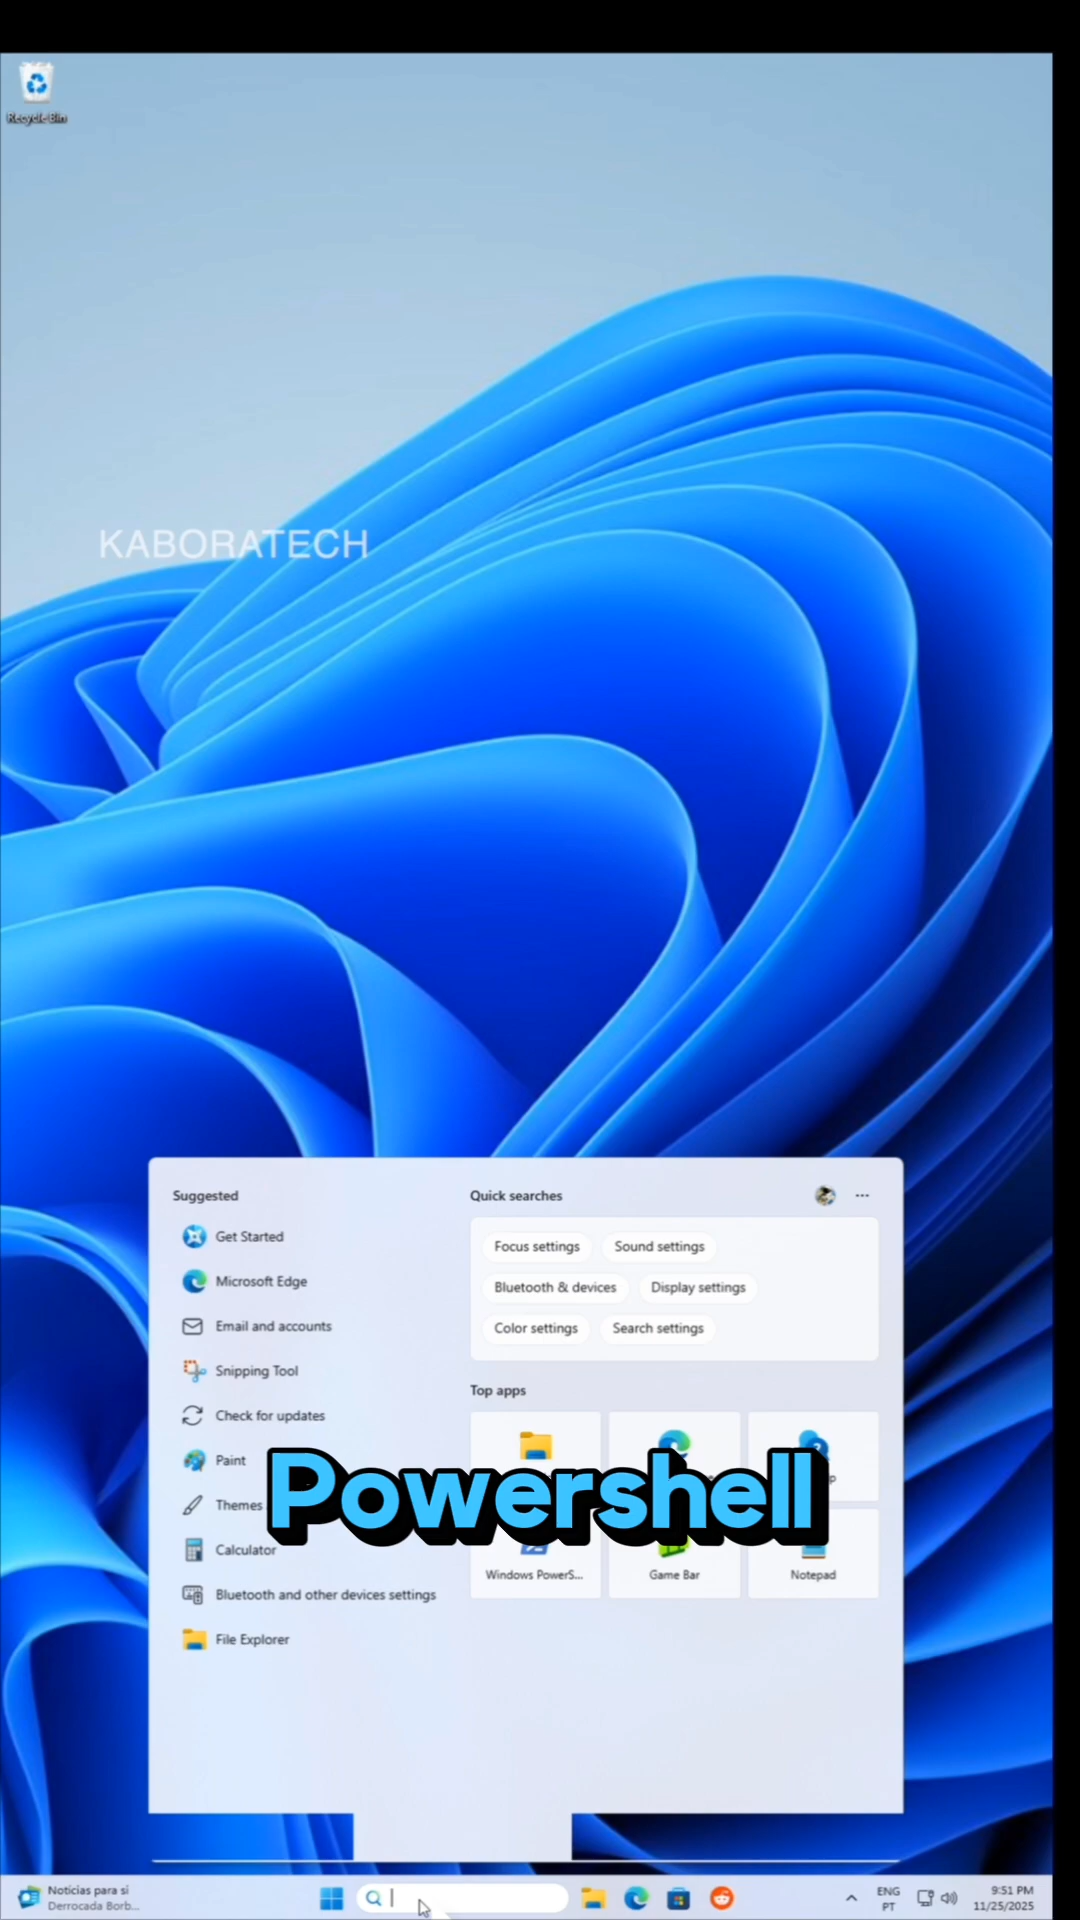 Recycle Bin
KABORATECH
Suggested
Get Started
Microsoft Edge
Email and accounts
Snipping Tool
Check for updates
Paint
Themes
Calculator
Bluetooth and other devices settings
File Explorer
Quick searches
Focus settings
Sound settings
Bluetooth & devices
Display settings
Color settings
Search settings
Top apps
Powershell
Windows PowerS...
Game Bar
Notepad
Notícias para si
Derrocada Borb...
ENG
PT
9:51 PM
11/25/2025